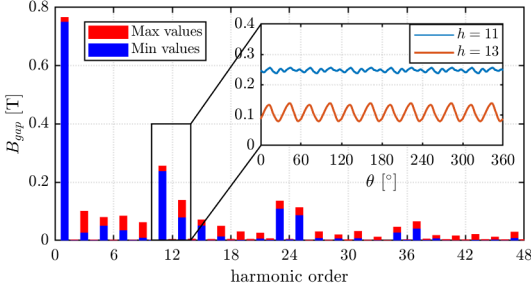 0.8
0.6
0.4
0.2
0
B_gap [T]
Max values
Min values
0.4
0.3
0.2
0.1
0
h = 11
h = 13
0 60 120 180 240 300 360
θ [°]
0 6 12 18 24 30 36 42 48
harmonic order